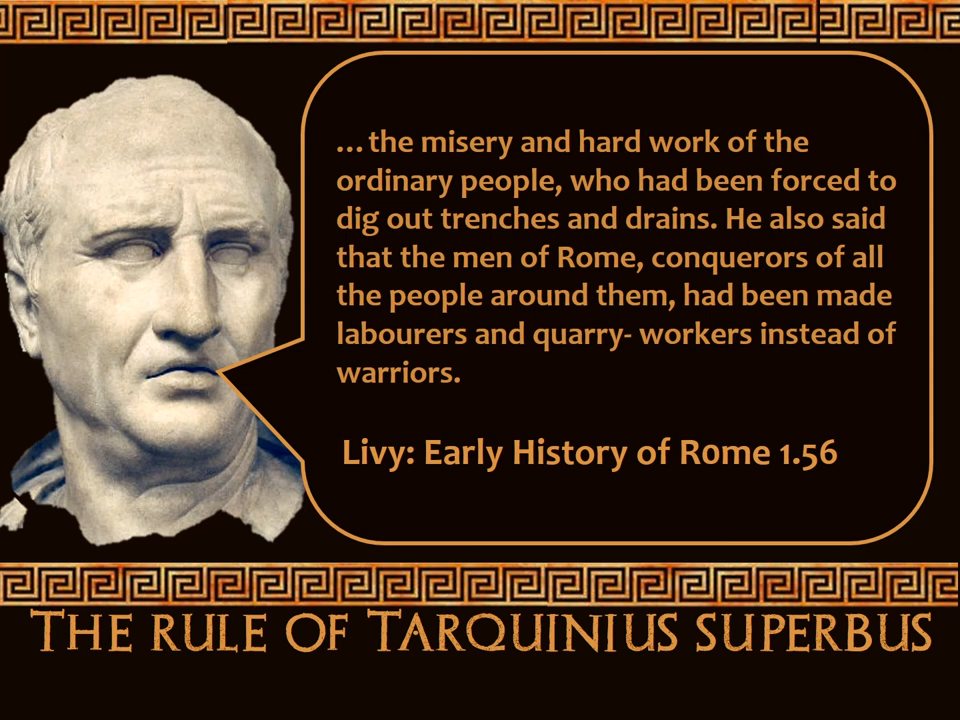 …the misery and hard work of the
ordinary people, who had been forced to
dig out trenches and drains. He also said
that the men of Rome, conquerors of all
the people around them, had been made
labourers and quarry- workers instead of
warriors.
Livy: Early History of R0me 1.56
The rule of Tarquinius superbus